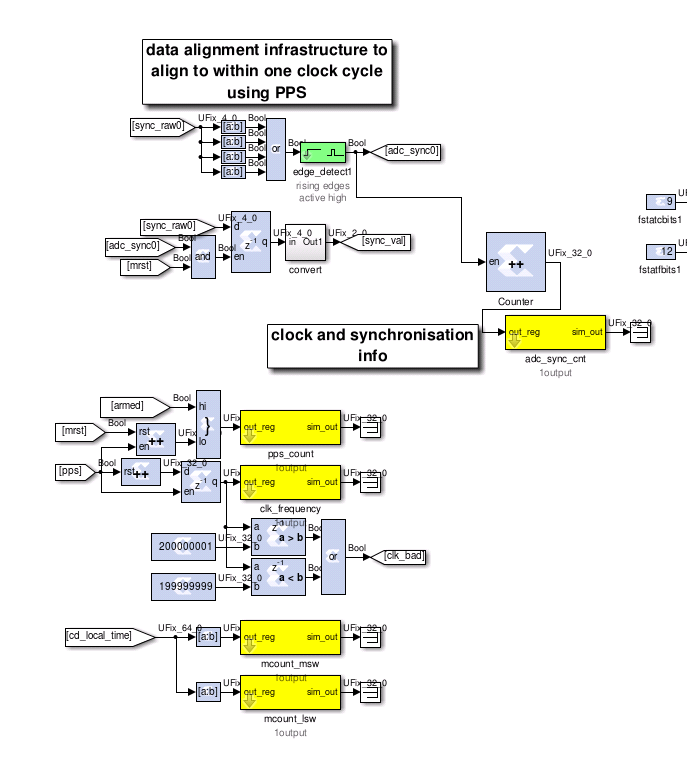 data alignment infrastructure to
align to within one clock cycle
using PPS
[sync_raw0]
UFix_4_0
[a:b]
Bool
[a:b]
Bool
[a:b]
Bool
[a:b]
Bool
or
Bool
Bool
edge_detect1
rising edges
active high
[adc_sync0]
[sync_raw0]
UFix_4_0
[adc_sync0]
Bool
[mrst]
Bool
and
Bool
d
en
z-1
q
UFix_4_0
in
Out1
convert
UFix_2_0
[sync_val]
9
fstatcbits1
12
fstatfbits1
en
++
Counter
UFix_32_0
clock and synchronisation
info
out_reg
sim_out
UFix_32_0
adc_sync_cnt
1output
[armed]
Bool
hi
lo
}
[mrst]
Bool
rst
en
++
UFix
out_reg
sim_out
UFix_32_0
pps_count
1output
[pps]
Bool
rst
++
UFix_32_0
d
en
z-1
q
UFix
out_reg
sim_out
UFix_32_0
clk_frequency
1output
200000001
UFix_32_0
a
b
z-1
a > b
199999999
UFix_32_0
a
b
z-1
a < b
or
Bool
[clk_bad]
[cd_local_time]
UFix_64_0
[a:b]
UFix
out_reg
sim_out
UFix_32_0
mcount_msw
1output
[a:b]
UFix
out_reg
sim_out
UFix_32_0
mcount_lsw
1output